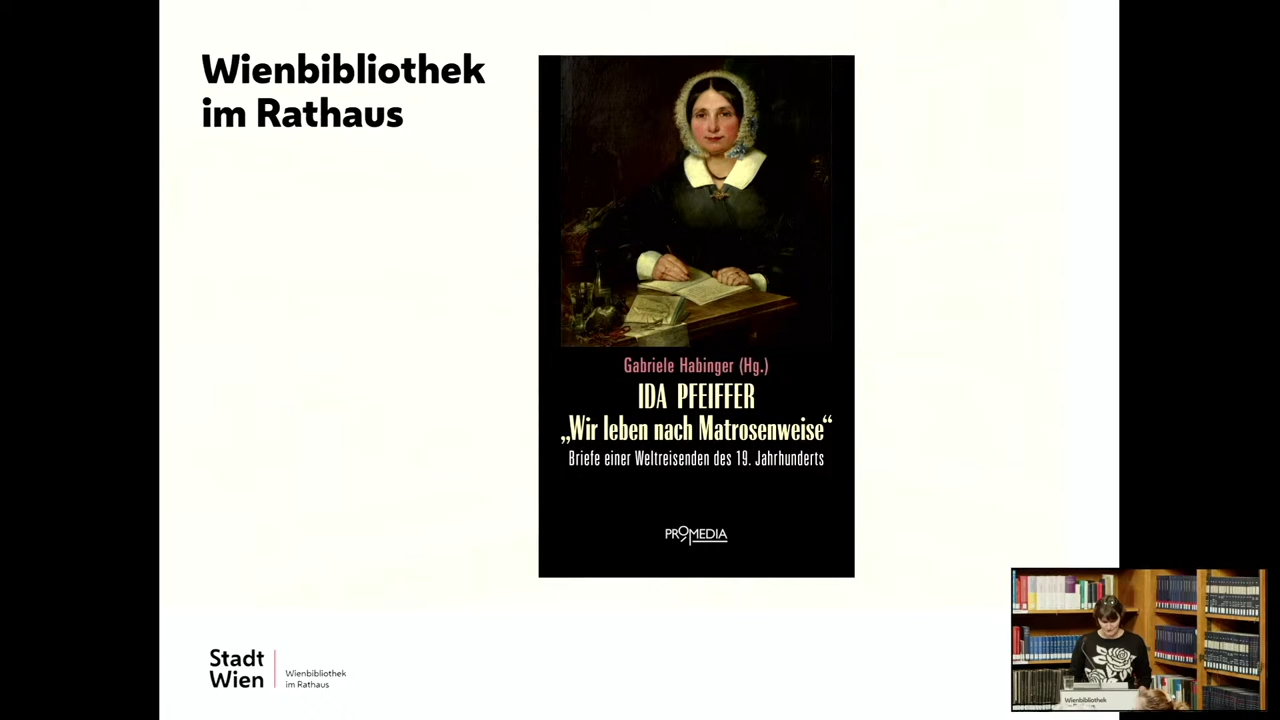 Wienbibliothek
im Rathaus
Gabriele Habinger (Hg.)
IDA PFEIFFER
„Wir leben nach Matrosenweise“
Briefe einer Weltreisenden des 19. Jahrhunderts
PROMEDIA
Stadt
Wien
Wienbibliothek
im Rathaus
Wienbibliothek